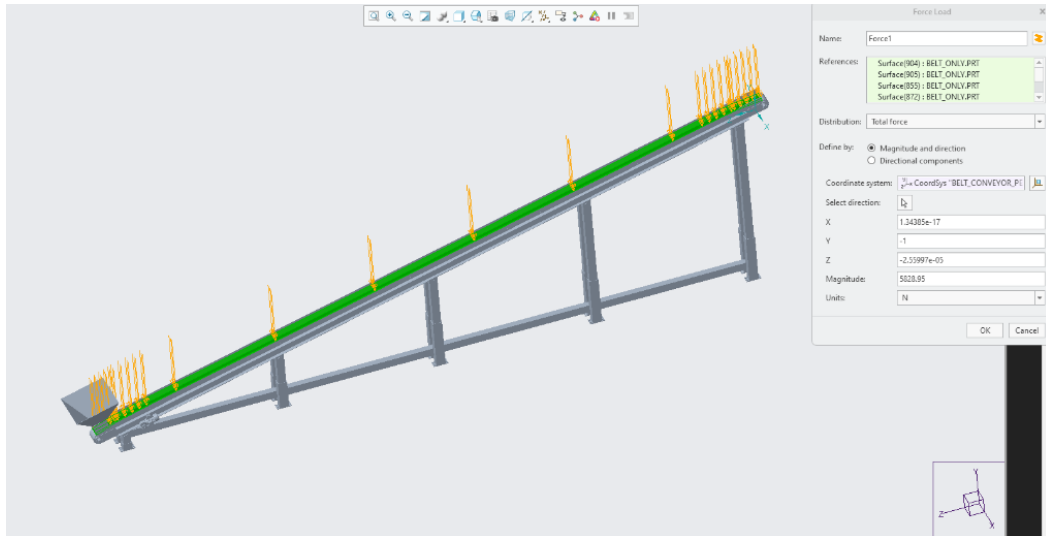 Force Load
Name: Force1
References: Surface(904) : BELT_ONLY.PRT
Surface(905) : BELT_ONLY.PRT
Surface(855) : BELT_ONLY.PRT
Surface(872) : BELT_ONLY.PRT
Distribution: Total force
Define by: Magnitude and direction
Directional components
Coordinate system: CoordSys "BELT_CONVEYOR_P
Select direction:
X 1.34385e-17
Y -1
Z -2.55997e-05
Magnitude: 5828.95
Units: N
OK Cancel
X
Y
Z
X